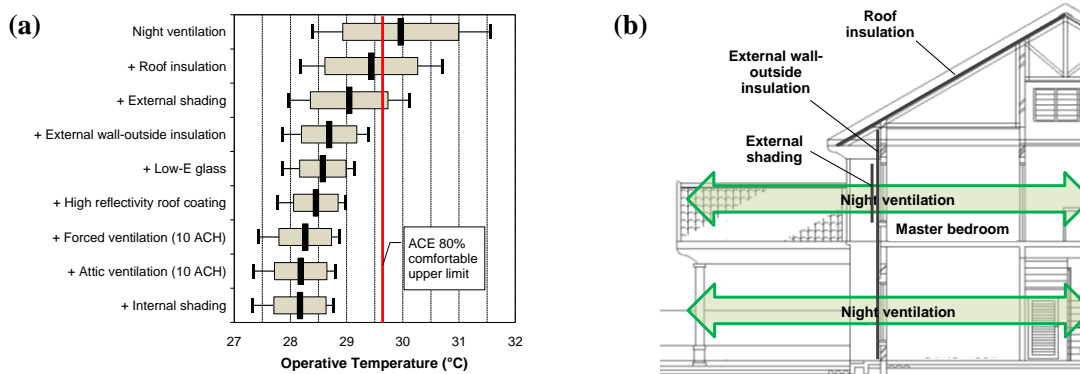 (a)
Night ventilation
+ Roof insulation
+ External shading
+ External wall-outside insulation
+ Low-E glass
+ High reflectivity roof coating
+ Forced ventilation (10 ACH)
+ Attic ventilation (10 ACH)
+ Internal shading
ACE 80%
comfortable
upper limit
27 28 29 30 31 32
Operative Temperature (°C)
(b)
Roof
insulation
External wall-
outside
insulation
External
shading
Night ventilation
Master bedroom
Night ventilation